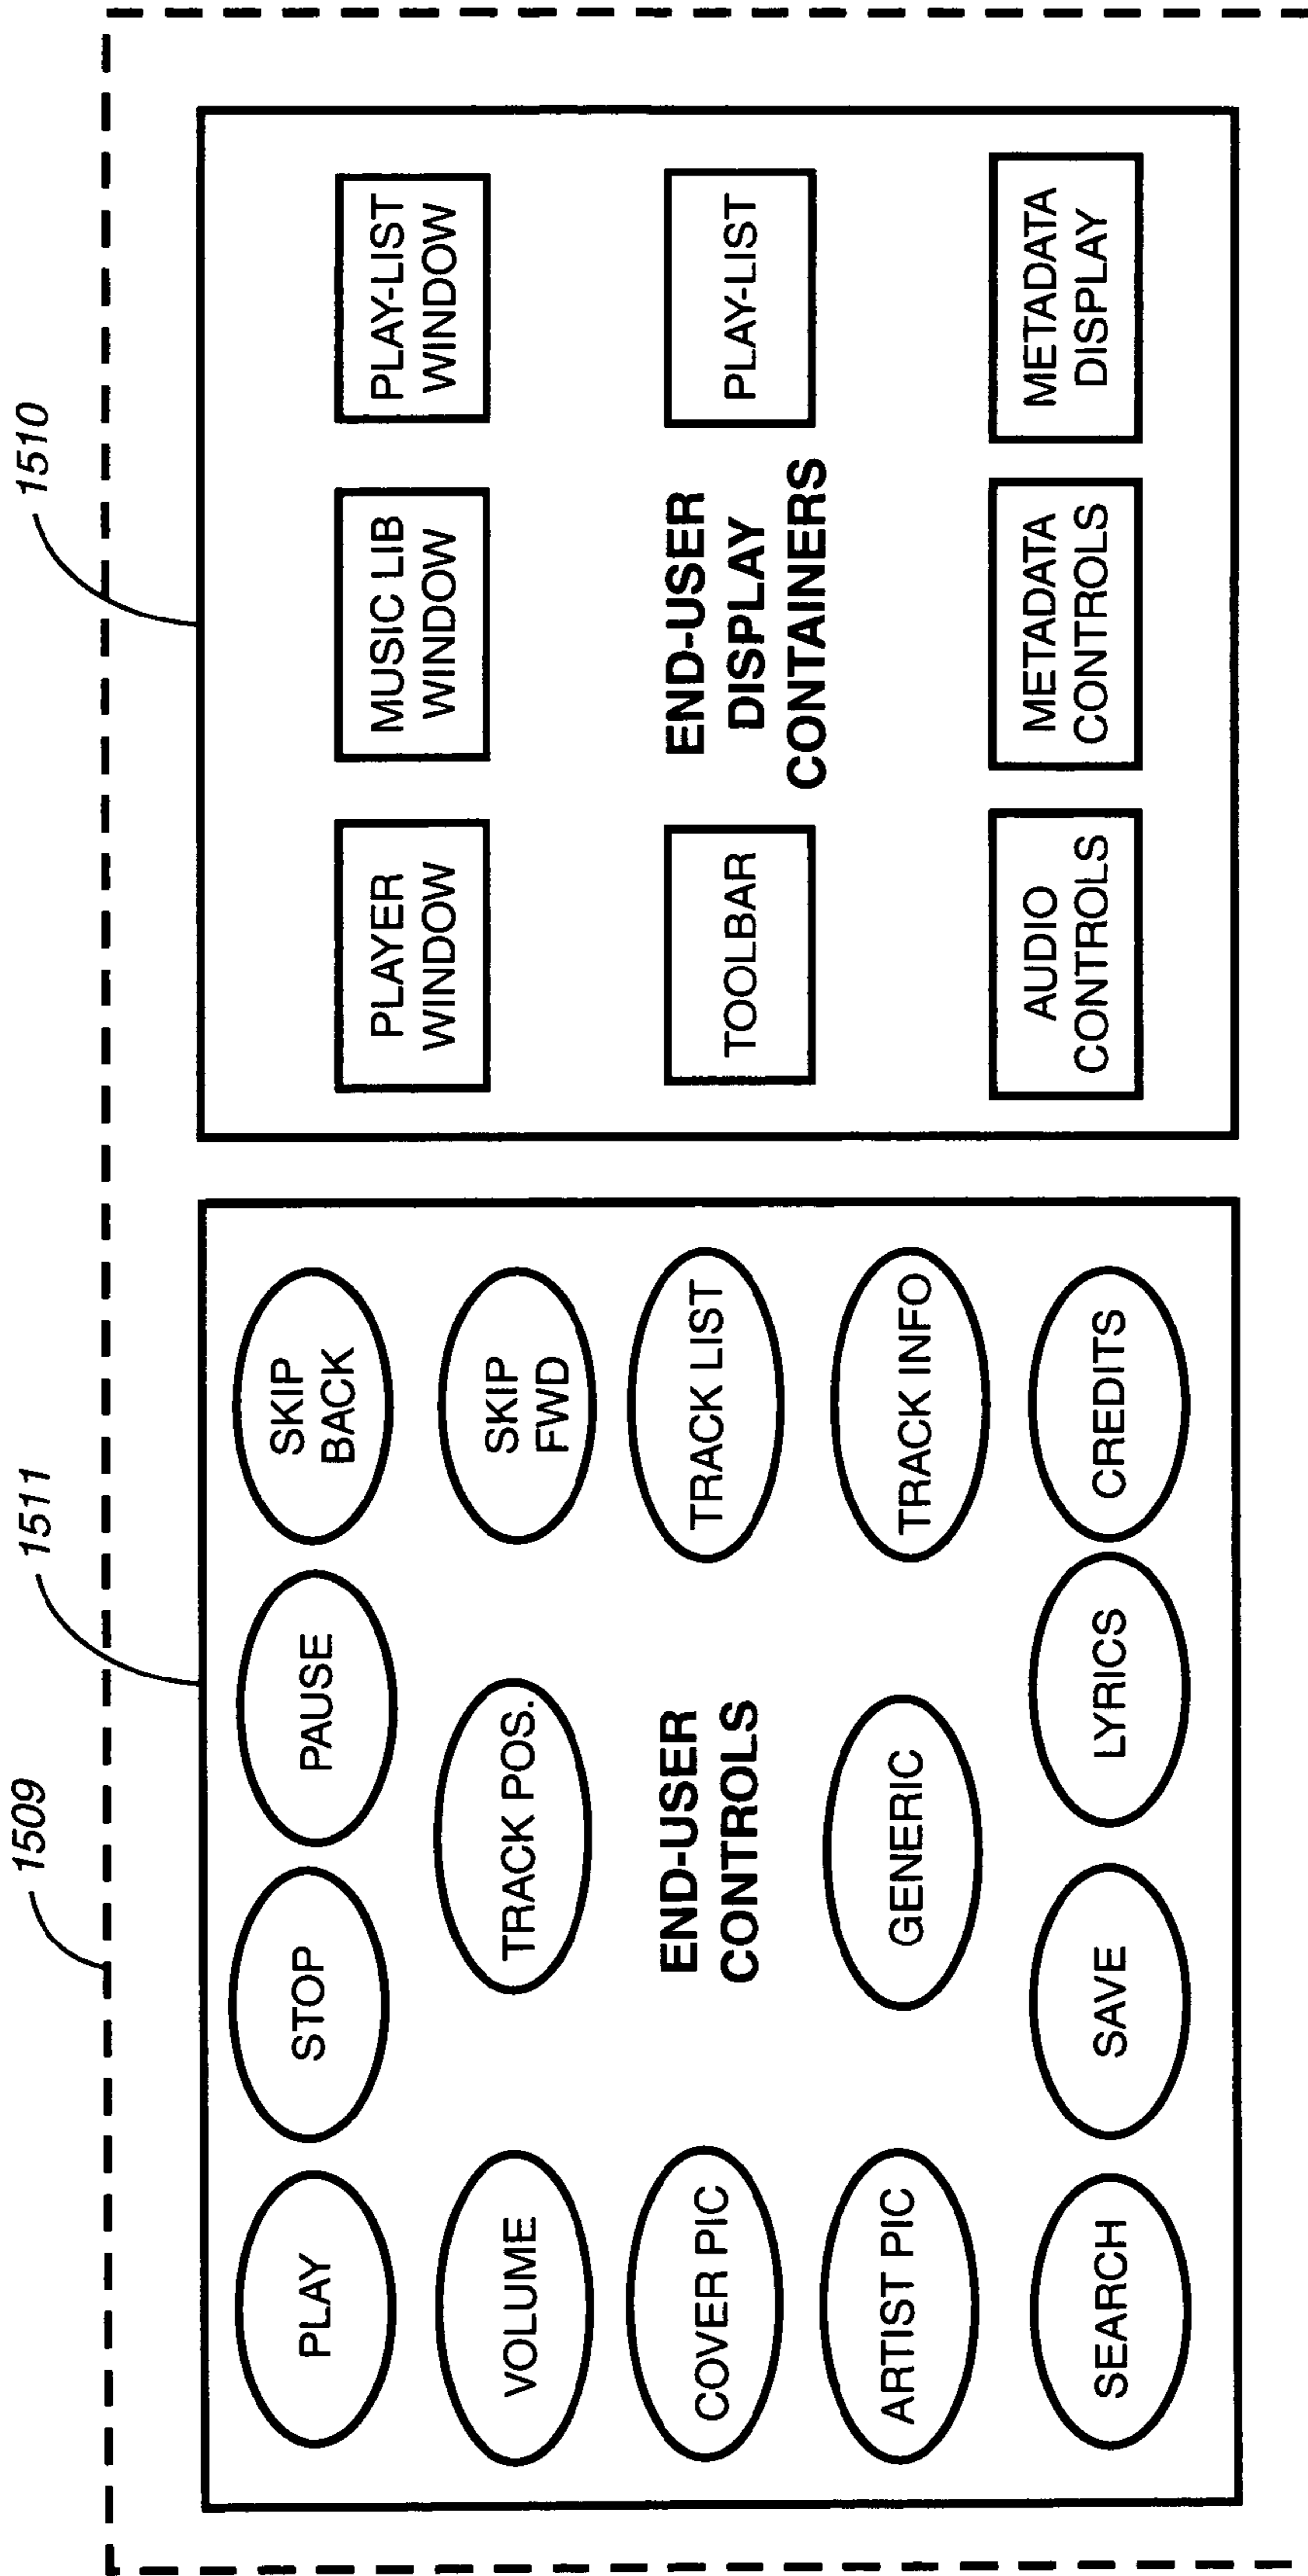 1509
1511
1510
PLAY
STOP
PAUSE
SKIP
BACK
VOLUME
TRACK POS.
SKIP
FWD
COVER PIC
END-USER
CONTROLS
TRACK LIST
ARTIST PIC
GENERIC
TRACK INFO
SEARCH
SAVE
LYRICS
CREDITS
PLAYER
WINDOW
MUSIC LIB
WINDOW
PLAY-LIST
WINDOW
TOOLBAR
END-USER
DISPLAY
CONTAINERS
PLAY-LIST
AUDIO
CONTROLS
METADATA
CONTROLS
METADATA
DISPLAY